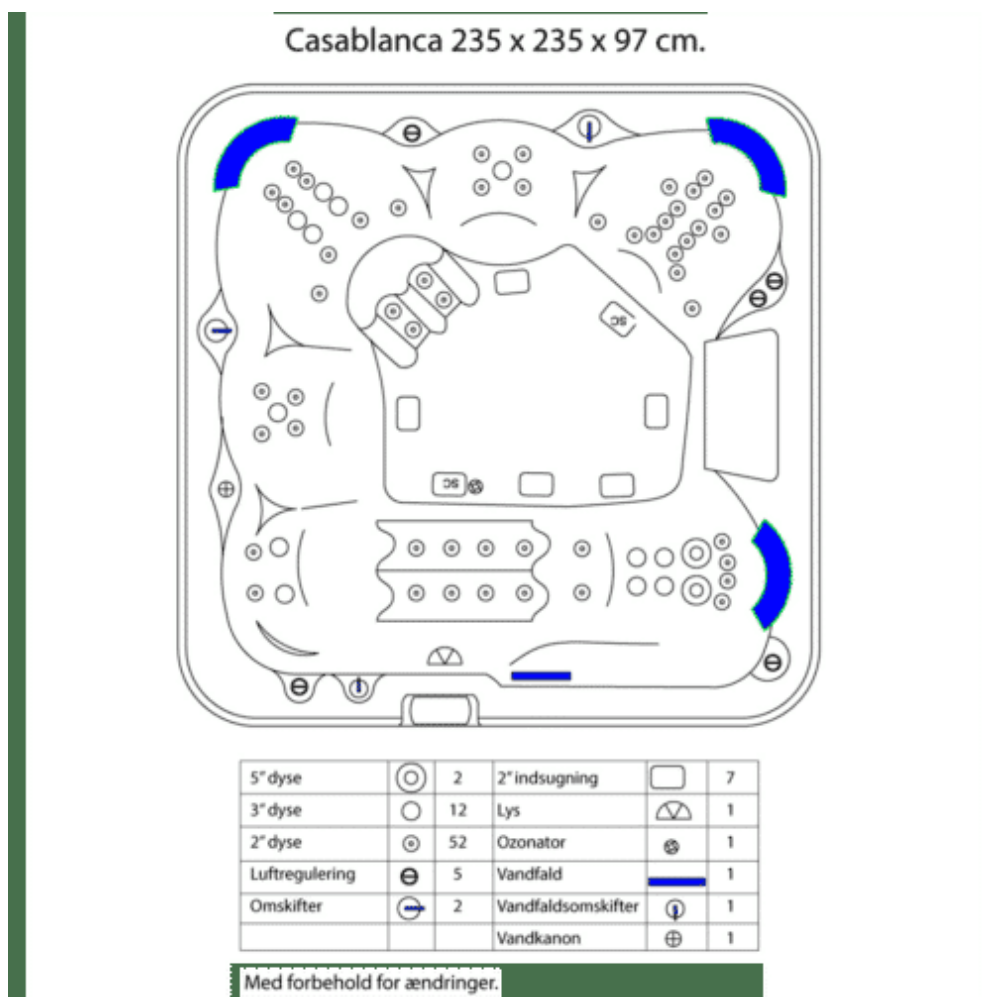 Casablanca 235 x 235 x 97 cm.
SC
SC
5" dyse 2 2" indsugning 7
3" dyse 12 Lys 1
2" dyse 52 Ozonator 1
Luftregulering 5 Vandfald 1
Omskifter 2 Vandfaldsomskifter 1
Vandkanon 1
Med forbehold for ændringer.